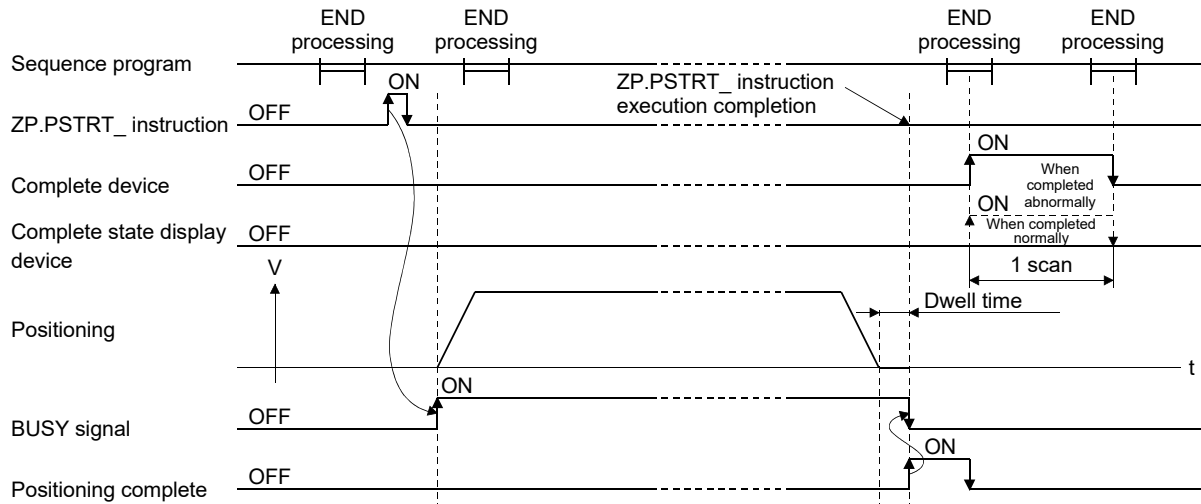 END
processing
END
processing
END
processing
END
processing
Sequence program
ON
ZP.PSTRT_ instruction
execution completion
ZP.PSTRT_ instruction
OFF
ON
Complete device
OFF
When
completed
abnormally
ON
Complete state display
device
OFF
When completed
normally
V
1 scan
Dwell time
Positioning
t
ON
BUSY signal
OFF
ON
Positioning complete
OFF